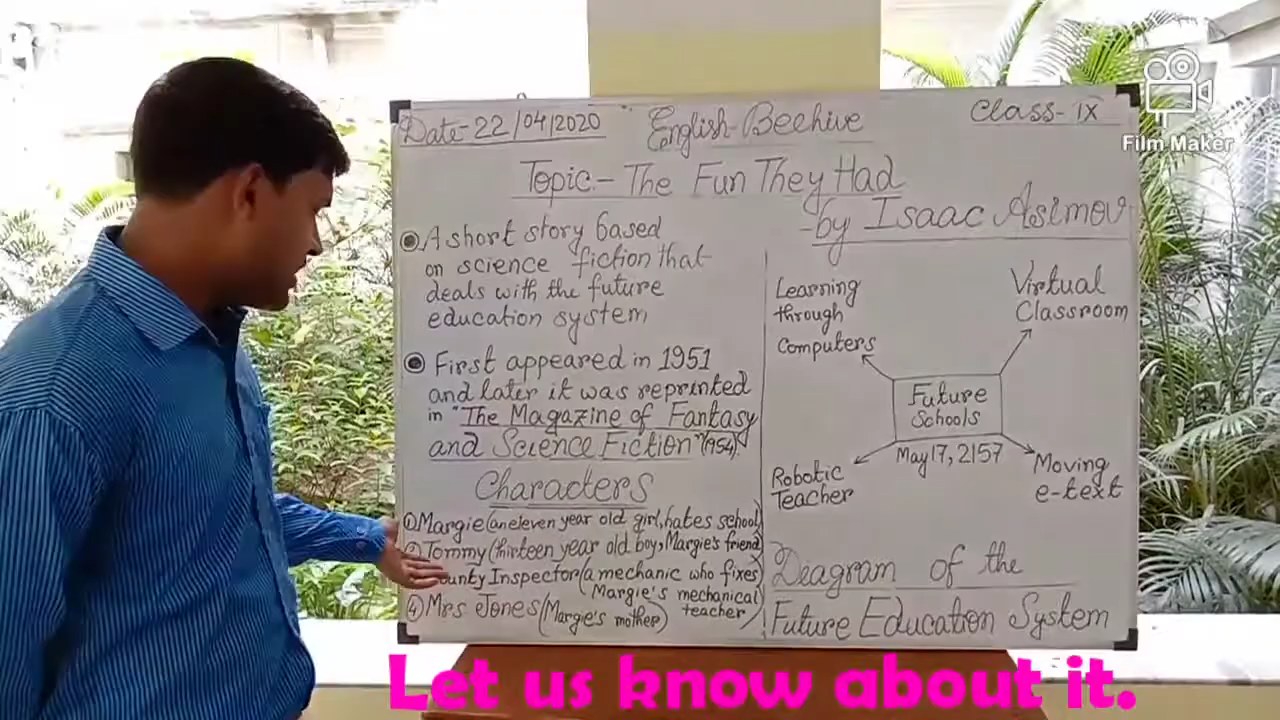 Date-22/04/2020
English-Beehive
Class-IX
Film Maker
Topic.- The Fun They Had
-by Isaac Asimov
A short story based
on science fiction that
deals with the future
education system
First appeared in 1951
and later it was reprinted
in "The Magazine of Fantasy
and Science Fiction" (1954).
Characters
① Margie (an eleven year old girl, hates school)
Tommy (thirteen year old boy, Margie's friend)
Inspector (a mechanic who fixes
Margie's mechanical
teacher)
④ Mrs Jones (Margie's mother)
Learning
through
Computers
Virtual
Classroom
Future
Schools
May 17, 2157
Robotic
Teacher
Moving
e-text
Deagram of the
Future Education System
Let us know about it.